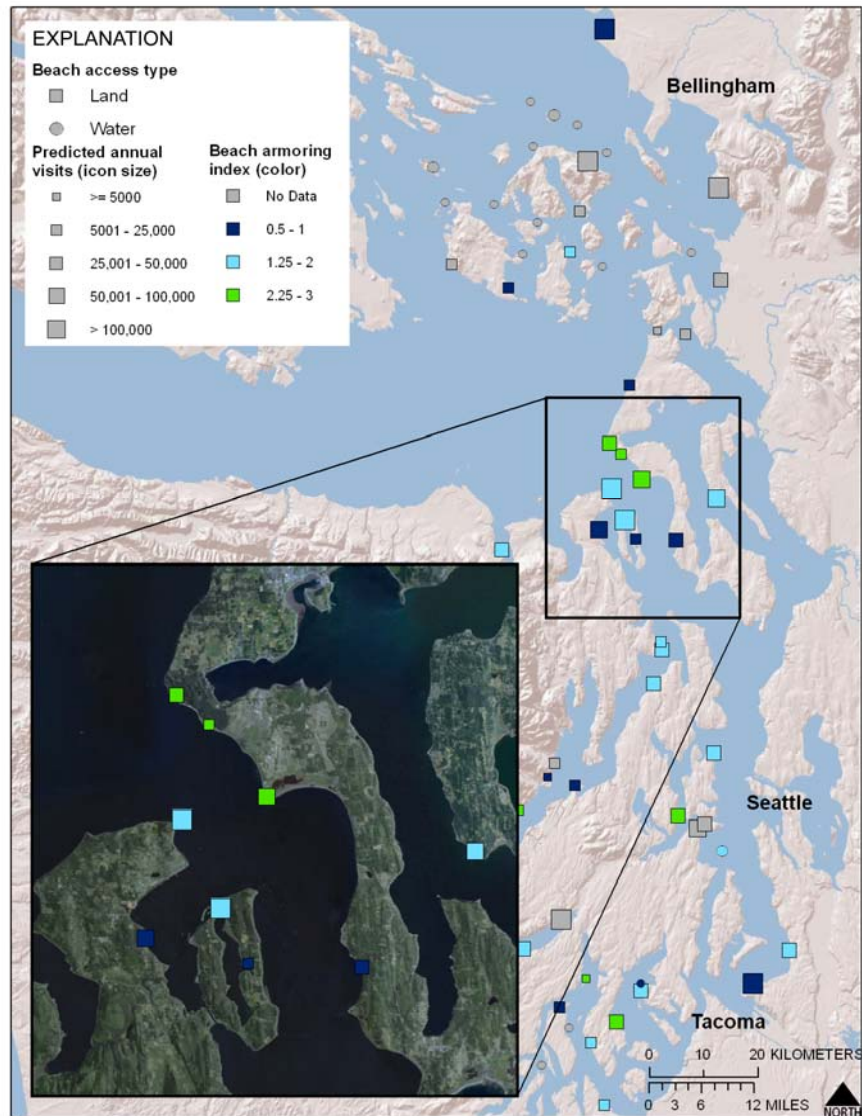 EXPLANATION
Beach access type
Land
Water
Predicted annual visits (icon size)
>= 5000
5001 - 25,000
25,001 - 50,000
50,001 - 100,000
> 100,000
Beach armoring index (color)
No Data
0.5 - 1
1.25 - 2
2.25 - 3
Bellingham
Seattle
Tacoma
0 10 20 KILOMETERS
0 3 6 12 MILES
NORTH